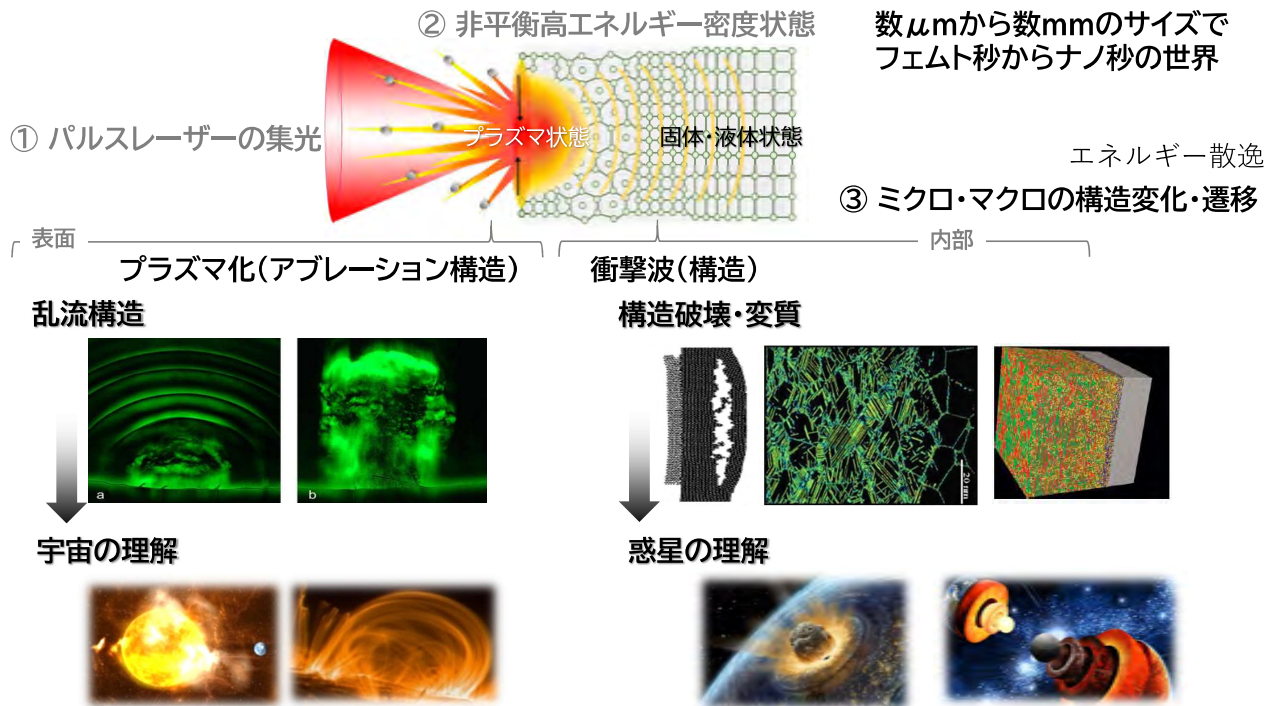 ② 非平衡高エネルギー密度状態
数μmから数mmのサイズで
フェムト秒からナノ秒の世界
① パルスレーザーの集光
プラズマ状態
固体・液体状態
エネルギー散逸
③ ミクロ・マクロの構造変化・遷移
表面
内部
プラズマ化(アブレーション構造)
衝撃波(構造)
乱流構造
構造破壊・変質
a
b
20 nm
宇宙の理解
惑星の理解